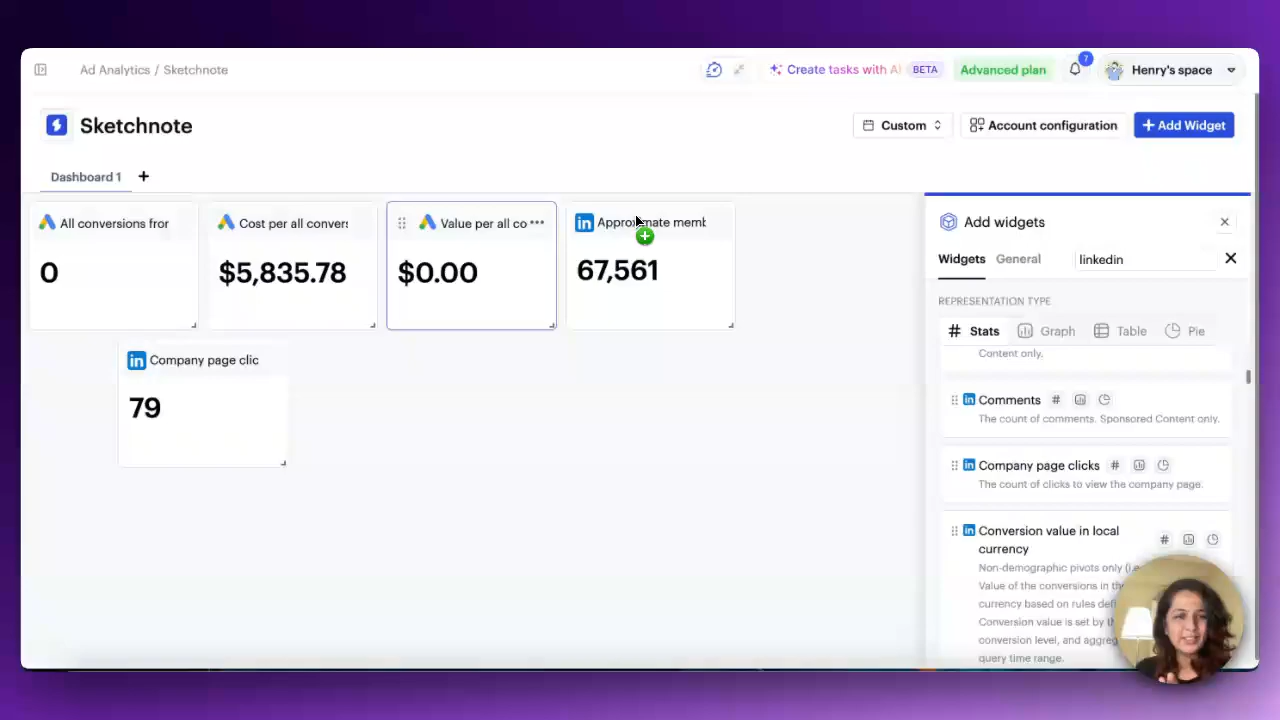 Ad Analytics / Sketchnote
Create tasks with AI BETA
Advanced plan
7
Henry's space
Sketchnote
Custom
Account configuration
+ Add Widget
Dashboard 1 +
All conversions fror
0
Cost per all convers
$5,835.78
Value per all co •••
$0.00
Approximate memb
67,561
Company page clic
79
Add widgets
Widgets General linkedin
REPRESENTATION TYPE
# Stats Graph Table Pie
Content only.
Comments #
The count of comments. Sponsored Content only.
Company page clicks #
The count of clicks to view the company page.
Conversion value in local
currency #
Non-demographic pivots only (i.e
Value of the conversions in th
currency based on rules def
Conversion value is set by th
conversion level, and aggreg
query time range.